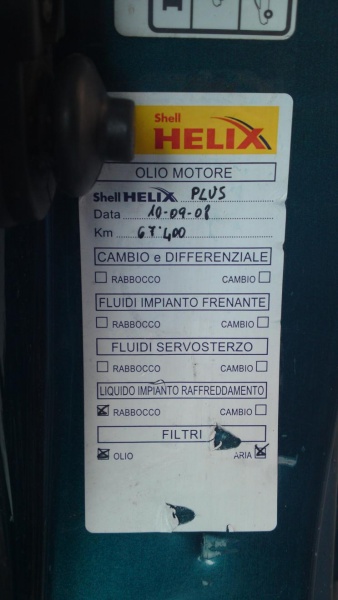 Shell
HELIX
OLIO MOTORE
Shell HELIX PLUS
Data 10-09-08
Km 67'400
CAMBIO e DIFFERENZIALE
RABBOCCO CAMBIO
FLUIDI IMPIANTO FRENANTE
RABBOCCO CAMBIO
FLUIDI SERVOSTERZO
RABBOCCO CAMBIO
LIQUIDO IMPIANTO RAFFREDDAMENTO
RABBOCCO CAMBIO
FILTRI
OLIO ARIA